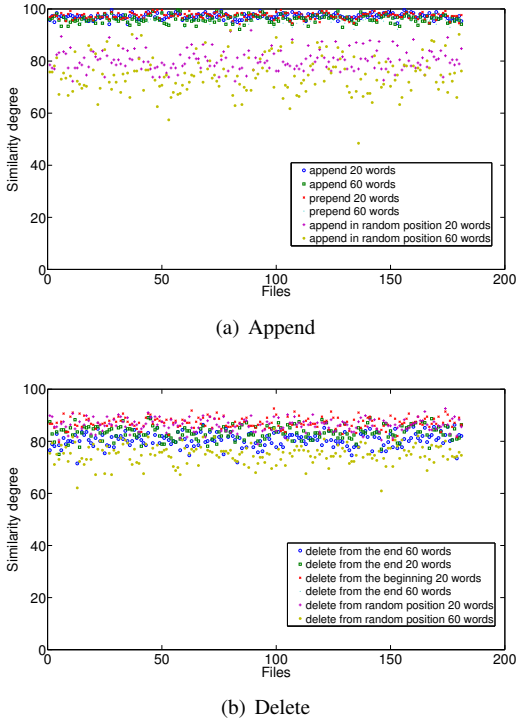 100
80
60
40
20
0
Similarity degree
append 20 words
append 60 words
prepend 20 words
prepend 60 words
append in random position 20 words
append in random position 60 words
0 50 100 150 200
Files
(a) Append
100
80
60
40
20
0
Similarity degree
delete from the end 60 words
delete from the end 20 words
delete from the beginning 20 words
delete from the end 60 words
delete from random position 20 words
delete from random position 60 words
0 50 100 150 200
Files
(b) Delete